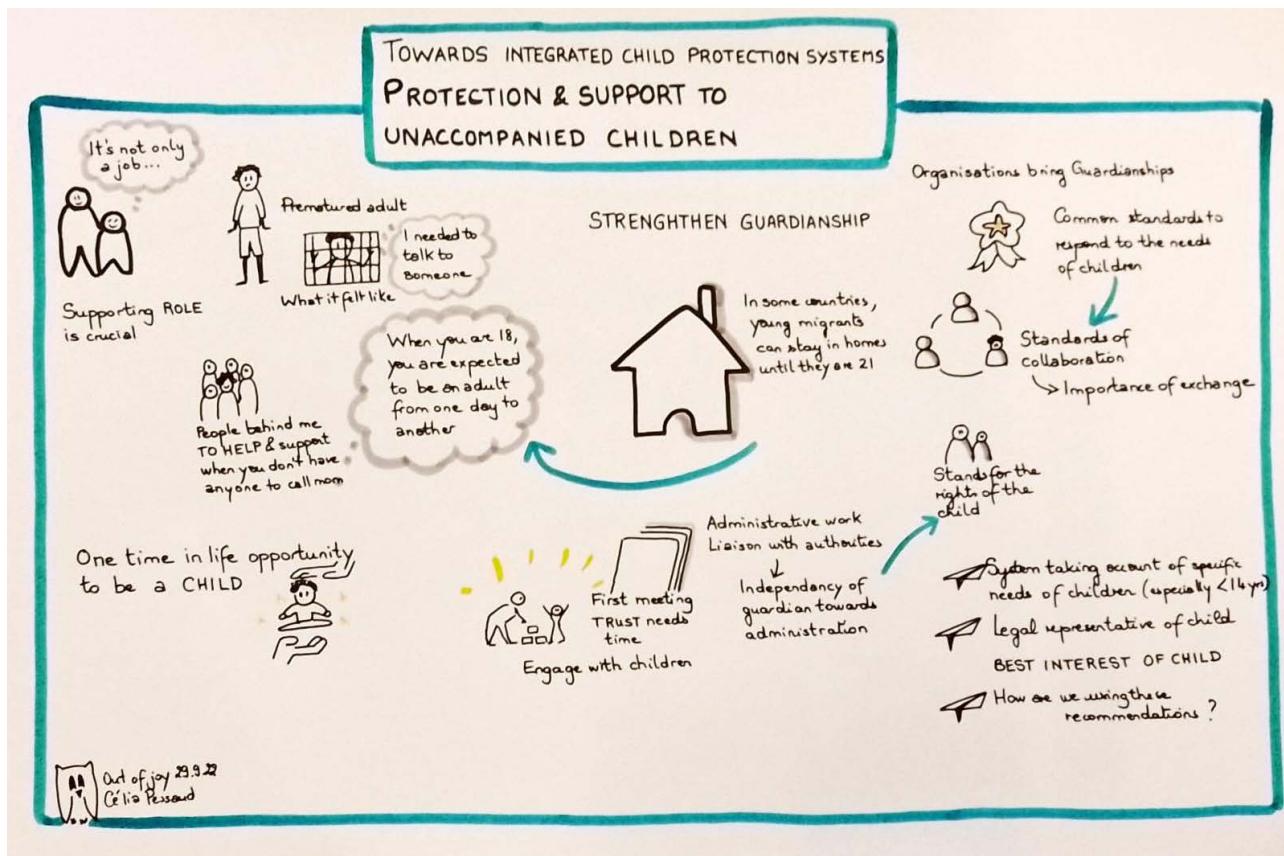 TOWARDS INTEGRATED CHILD PROTECTION SYSTEMS
PROTECTION & SUPPORT TO
UNACCOMPANIED CHILDREN
It's not only
a job...
Supporting ROLE
is crucial
Prematured adult
I needed to
talk to
someone
What it felt like
People behind me
TO HELP & support
when you don't have
anyone to call mom
When you are 18,
you are expected
to be an adult
from one day to
another
One time in life opportunity
to be a CHILD
STRENGHTHEN GUARDIANSHIP
In some countries,
young migrants
can stay in homes
until they are 21
First meeting
TRUST needs
time
Engage with children
Administrative work
Liaison with authorities
Independancy of
guardian towards
administration
Organisations bring Guardianships
Common standards to
respond to the needs
of children
Standards of
collaboration
Importance of exchange
Stands for the
rights of the
child
System taking account of specific
needs of children (especially <14 yrs)
Legal representative of child
BEST INTEREST OF CHILD
How are we using these
recommendations?
Out of joy 29.9.22
Célia